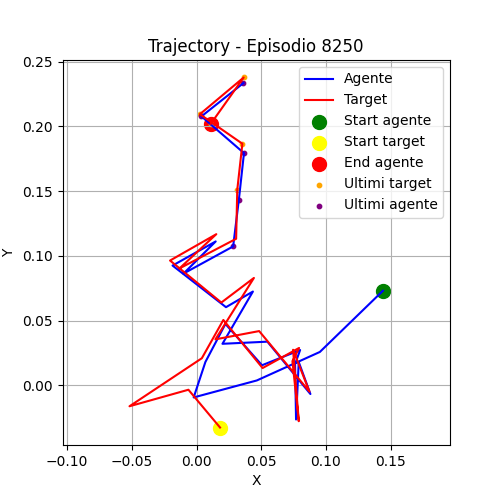 Trajectory - Episodio 8250
0.25
0.20
0.15
0.10
0.05
0.00
Y
−0.10
−0.05
0.00
0.05
0.10
0.15
X
Agente
Target
Start agente
Start target
End agente
Ultimi target
Ultimi agente